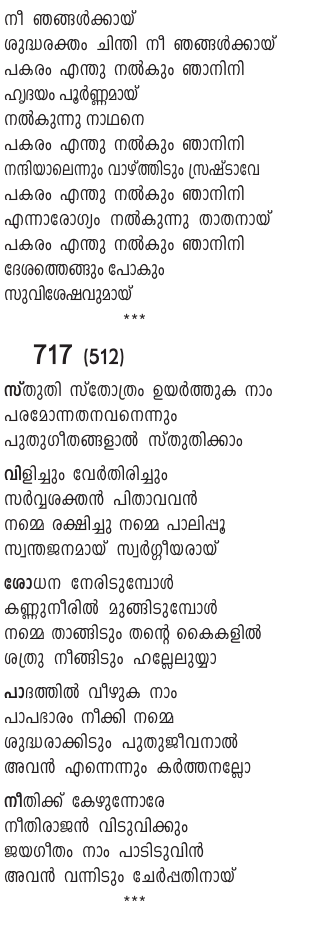 നീ ഞങ്ങൾക്കായ്
ശുദ്ധരക്തം ചിന്തി നീ ഞങ്ങൾക്കായ്
പകരം എന്തു നൽകും ഞാനിനി
ഹൃദയം പൂർണ്ണമായ്
നൽകുന്നു നാഥനെ
പകരം എന്തു നൽകും ഞാനിനി
നന്ദിയാലെന്നും വാഴ്ത്തിടും സ്രഷ്ടാവേ
പകരം എന്തു നൽകും ഞാനിനി
എന്നാരോഗ്യം നൽകുന്നു താതനായ്
പകരം എന്തു നൽകും ഞാനിനി
ദേശത്തെങ്ങും പോകും
സുവിശേഷവുമായ്
***
717 (512)
സ്തുതി സ്തോത്രം ഉയർത്തുക നാം
പരമോന്നതനവനെന്നും
പുതുഗീതങ്ങളാൽ സ്തുതിക്കാം
വിളിച്ചും വേർതിരിച്ചും
സർവ്വശക്തൻ പിതാവവൻ
നമ്മെ രക്ഷിച്ചു നമ്മെ പാലിപ്പൂ
സ്വന്തജനമായ് സ്വർഗ്ഗീയരായ്
ശോധന നേരിടുമ്പോൾ
കണ്ണുനീരിൽ മുങ്ങിടുമ്പോൾ
നമ്മെ താങ്ങിടും തന്റെ കൈകളിൽ
ശത്രു നീങ്ങിടും ഹല്ലേലുയ്യാ
പാദത്തിൽ വീഴുക നാം
പാപഭാരം നീക്കി നമ്മെ
ശുദ്ധരാക്കിടും പുതുജീവനാൽ
അവൻ എന്നെന്നും കർത്തനല്ലോ
നീതിക്ക് കേഴുന്നോരേ
നീതിരാജൻ വിടുവിക്കും
ജയഗീതം നാം പാടിടുവിൻ
അവൻ വന്നിടും ചേർപ്പതിനായ്
***